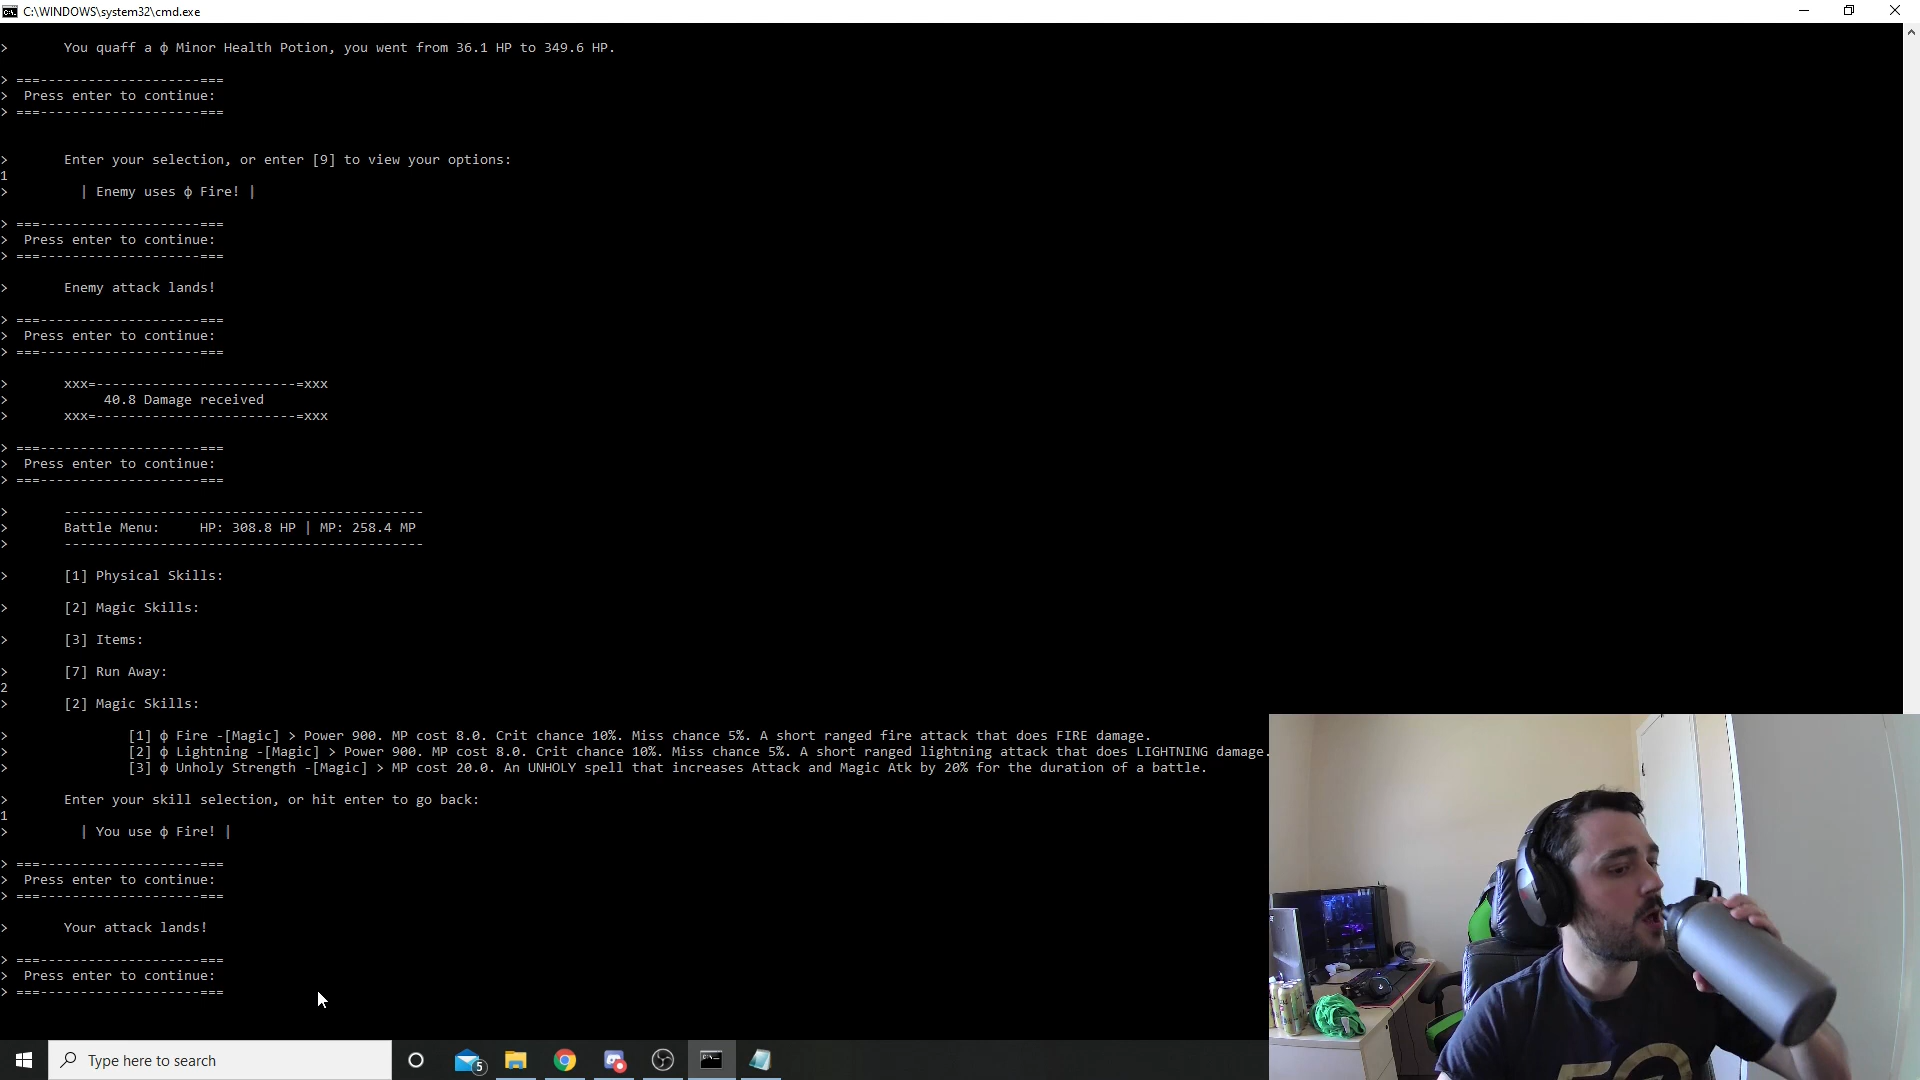 C:\WINDOWS\system32\cmd.exe
> You quaff a ϕ Minor Health Potion, you went from 36.1 HP to 349.6 HP.
> ===--------------------===
> Press enter to continue:
> ===--------------------===
> Enter your selection, or enter [9] to view your options:
1
> | Enemy uses ϕ Fire! |
> ===--------------------===
> Press enter to continue:
> ===--------------------===
> Enemy attack lands!
> ===--------------------===
> Press enter to continue:
> ===--------------------===
> xxx=-------------------------=xxx
> 40.8 Damage received
> xxx=-------------------------=xxx
> ===--------------------===
> Press enter to continue:
> ===--------------------===
> ---------------------------------------------
> Battle Menu: HP: 308.8 HP | MP: 258.4 MP
> ---------------------------------------------
> [1] Physical Skills:
> [2] Magic Skills:
> [3] Items:
> [7] Run Away:
2
> [2] Magic Skills:
> [1] ϕ Fire -[Magic] > Power 900. MP cost 8.0. Crit chance 10%. Miss chance 5%. A short ranged fire attack that does FIRE damage.
> [2] ϕ Lightning -[Magic] > Power 900. MP cost 8.0. Crit chance 10%. Miss chance 5%. A short ranged lightning attack that does LIGHTNING damage.
> [3] ϕ Unholy Strength -[Magic] > MP cost 20.0. An UNHOLY spell that increases Attack and Magic Atk by 20% for the duration of a battle.
> Enter your skill selection, or hit enter to go back:
1
> | You use ϕ Fire! |
> ===--------------------===
> Press enter to continue:
> ===--------------------===
> Your attack lands!
> ===--------------------===
> Press enter to continue:
> ===--------------------===
Type here to search
5